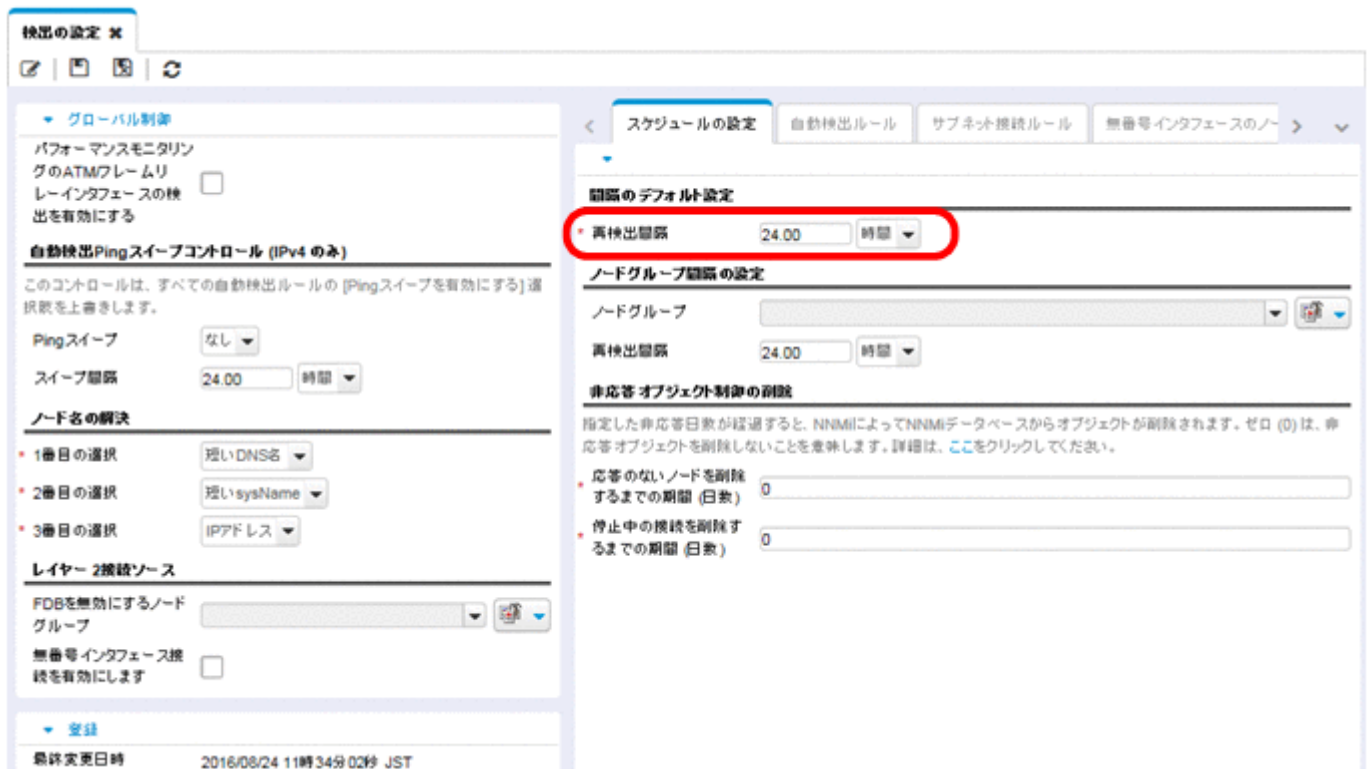 検出の設定 ✖
グローバル制御
パフォーマンスモニタリン
グのATM/フレームリ
レーインタフェースの検
出を有効にする
自動検出Pingスイープコントロール (IPv4 のみ)
このコントロールは、すべての自動検出ルールの [Pingスイープを有効にする] 選
択肢を上書きします。
Pingスイープ なし
スイープ間隔 24.00 時間
ノード名の解決
* 1番目の選択 短いDNS名
* 2番目の選択 短いsysName
* 3番目の選択 IPアドレス
レイヤー 2接続ソース
FDBを無効にするノード
グループ
無番号インタフェース接
続を有効にします
登録
最終変更日時 2016/08/24 11時34分02秒 JST
スケジュールの設定 自動検出ルール サブネット接続ルール 無番号インタフェースのノー
間隔のデフォルト設定
* 再検出間隔 24.00 時間
ノードグループ間隔の設定
ノードグループ
再検出間隔 24.00 時間
非応答オブジェクト制御の削除
指定した非応答日数が経過すると、NNMiによってNNMiデータベースからオブジェクトが削除されます。ゼロ (0) は、非
応答オブジェクトを削除しないことを意味します。詳細は、ここをクリックしてください。
* 応答のないノードを削除
するまでの期間 (日数) 0
* 停止中の接続を削除す
るまでの期間 (日数) 0